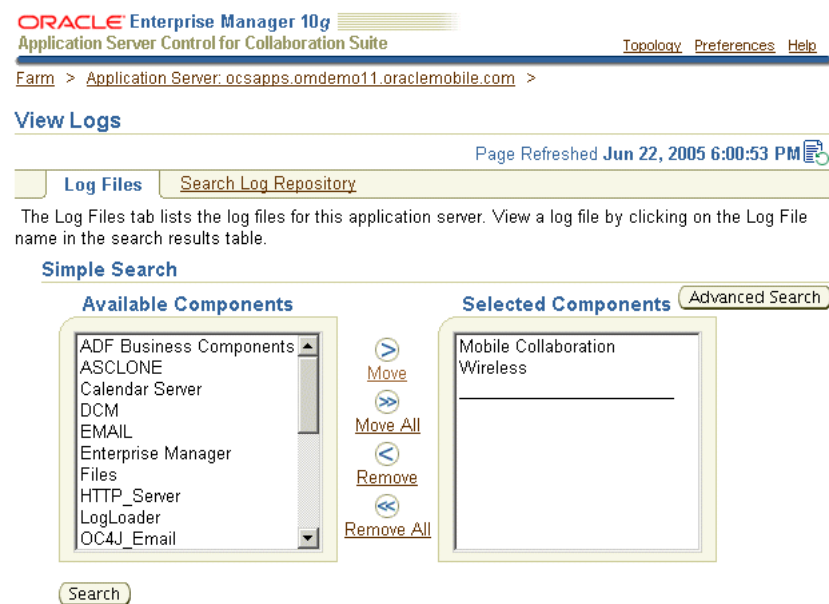 ORACLE Enterprise Manager 10g
Application Server Control for Collaboration Suite
Topology Preferences Help
Farm > Application Server: ocsapps.omdemo11.oraclemobile.com >
View Logs
Page Refreshed Jun 22, 2005 6:00:53 PM
Log Files Search Log Repository
The Log Files tab lists the log files for this application server. View a log file by clicking on the Log File
name in the search results table.
Simple Search
Advanced Search
Available Components
ADF Business Components
ASCLONE
Calendar Server
DCM
EMAIL
Enterprise Manager
Files
HTTP_Server
LogLoader
OC4J_Email
Move
Move All
Remove
Remove All
Selected Components
Mobile Collaboration
Wireless
Search